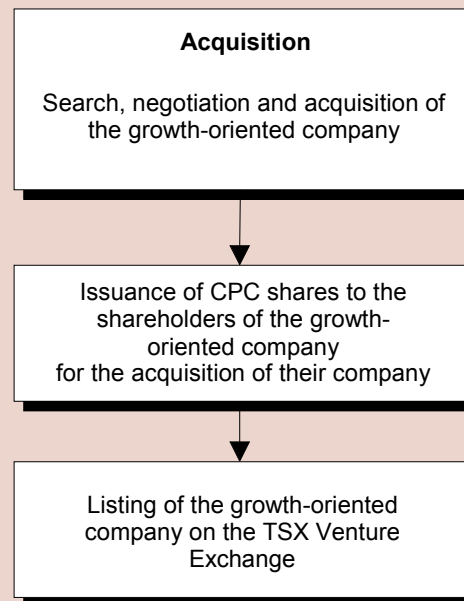 Acquisition
Search, negotiation and acquisition of
the growth-oriented company
Issuance of CPC shares to the
shareholders of the growth-
oriented company
for the acquisition of their company
Listing of the growth-oriented
company on the TSX Venture
Exchange